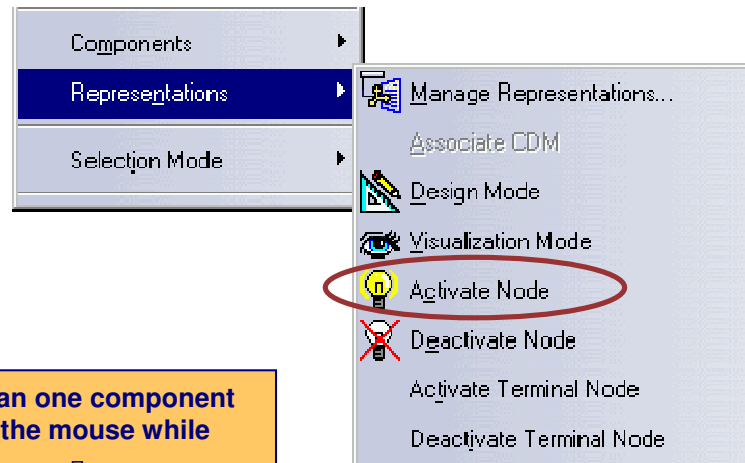 Components
Representations
Selection Mode
Manage Representations...
Associate CDM
Design Mode
Visualization Mode
Activate Node
Deactivate Node
Activate Terminal Node
Deactivate Terminal Node
an one component
the mouse while